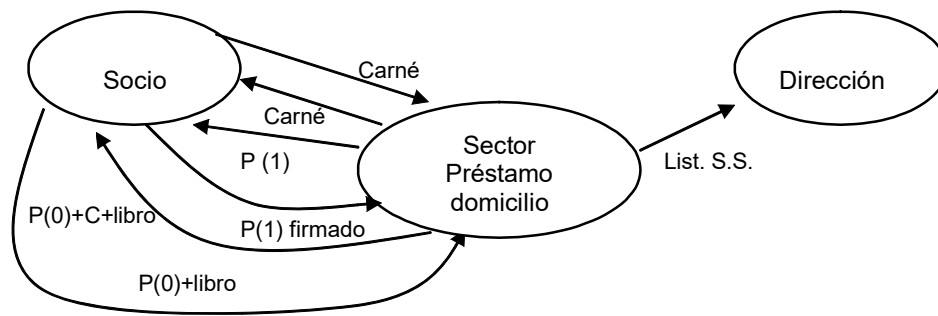 Socio
Carné
Carné
P (1)
Sector
Préstamo
domicilio
Dirección
List. S.S.
P(0)+C+libro
P(1) firmado
P(0)+libro